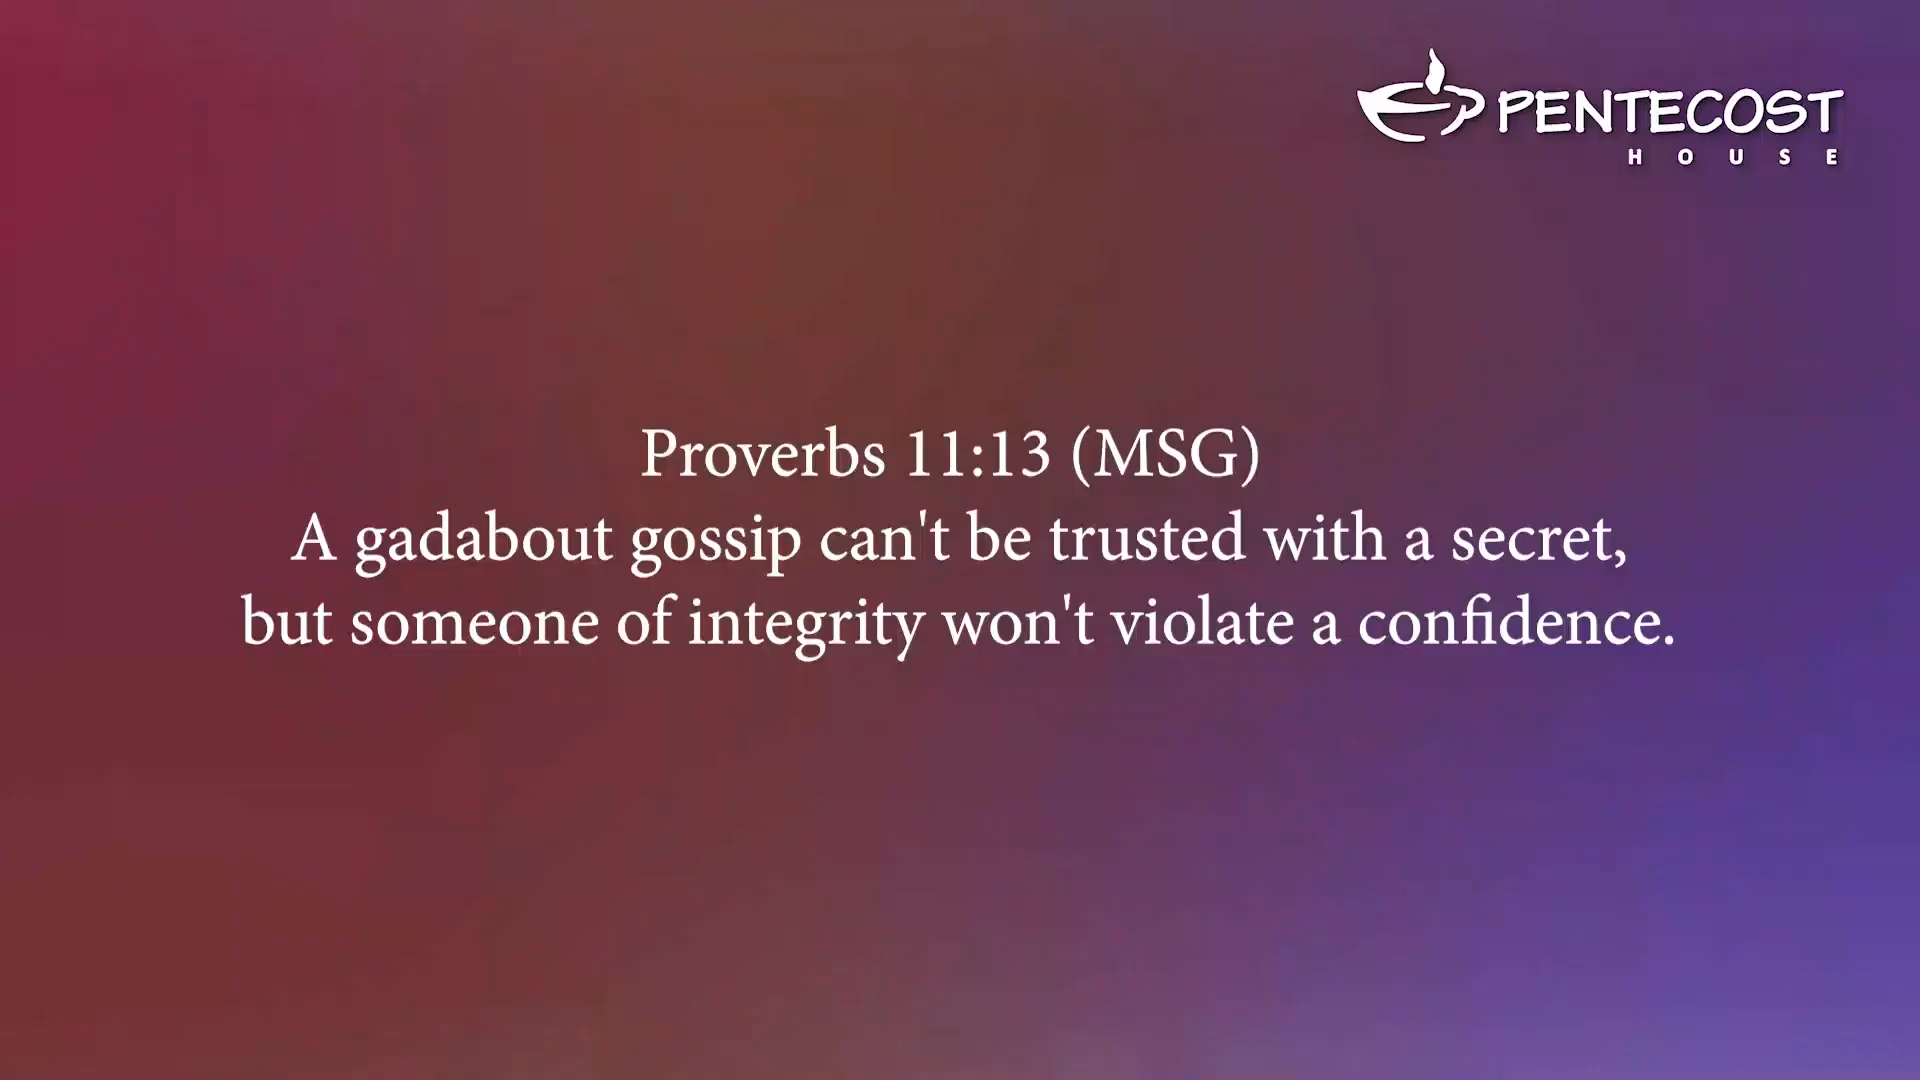 PENTECOST
HOUSE
Proverbs 11:13 (MSG)
A gadabout gossip can't be trusted with a secret,
but someone of integrity won't violate a confidence.